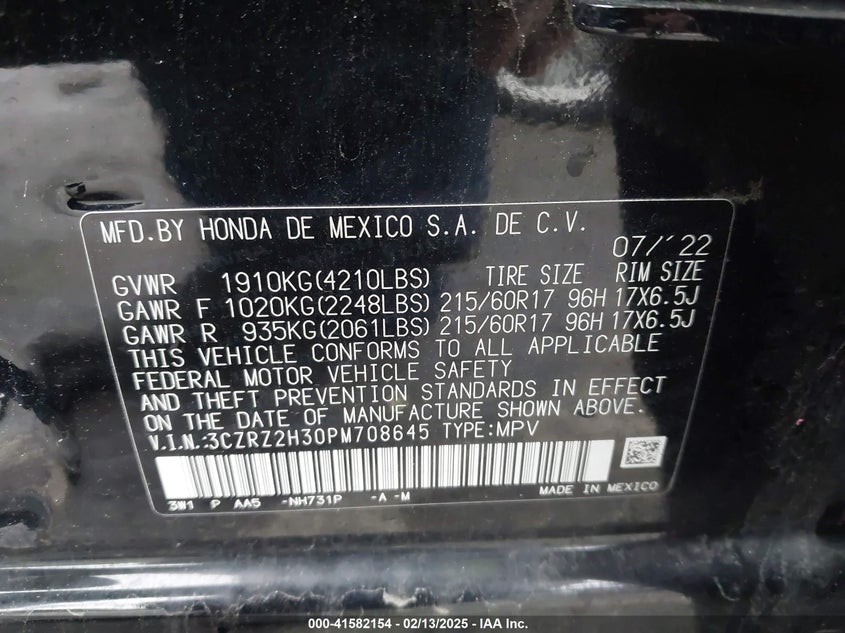 MFD.BY HONDA DE MEXICO S.A. DE C.V.
07/´22
GVWR 1910KG(4210LBS) TIRE SIZE RIM SIZE
GAWR F 1020KG(2248LBS) 215/60R17 96H 17X6.5J
GAWR R 935KG(2061LBS) 215/60R17 96H 17X6.5J
THIS VEHICLE CONFORMS TO ALL APPLICABLE
FEDERAL MOTOR VEHICLE SAFETY
AND THEFT PREVENTION STANDARDS IN EFFECT
ON THE DATE OF MANUFACTURE SHOWN ABOVE.
V.I.N.:3CZRZ2H30PM708645 TYPE:MPV
3W1 P AA5 -NH731P -A -M MADE IN MEXICO
000-41582154 - 02/13/2025 - IAA Inc.